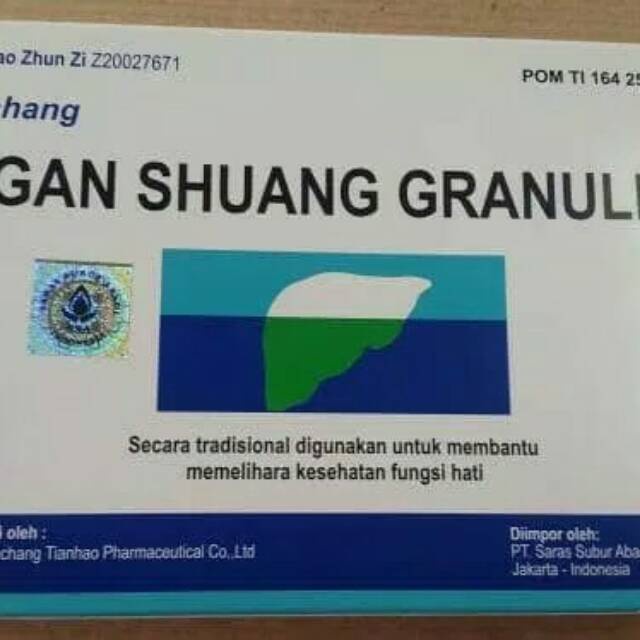 ao Zhun Zi Z20027671
POM TI 164 25
hang
GAN SHUANG GRANUL
Secara tradisional digunakan untuk membantu
memelihara kesehatan fungsi hati
i oleh :
chang Tianhao Pharmaceutical Co,.Ltd
Diimpor oleh:
PT. Saras Subur Aba
Jakarta - Indonesia